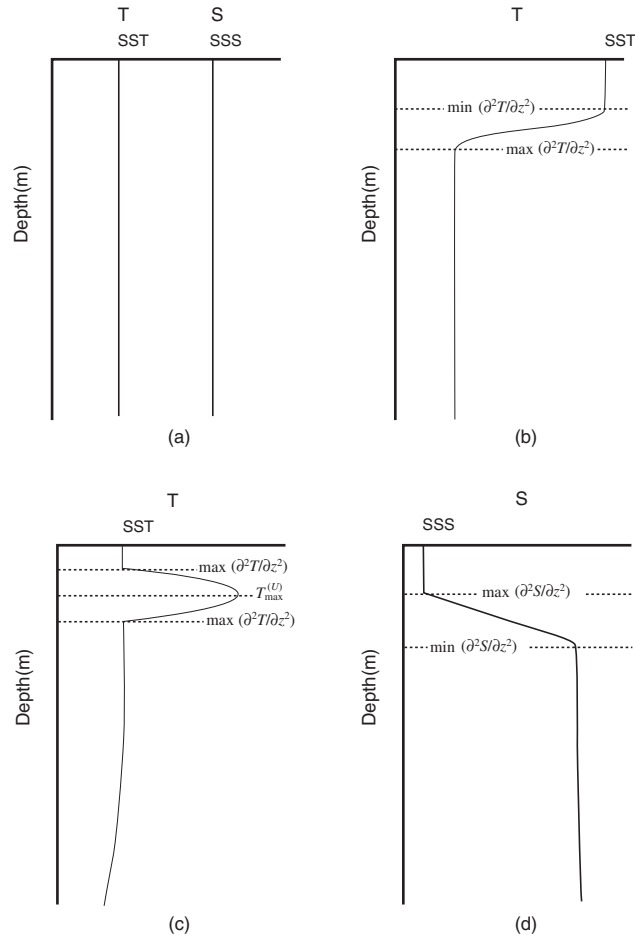 T S
SST SSS
Depth(m)
(a)
T
SST
min (∂²T/∂z²)
max (∂²T/∂z²)
Depth(m)
(b)
T
SST
max (∂²T/∂z²)
T_max^(U)
max (∂²T/∂z²)
Depth(m)
(c)
S
SSS
max (∂²S/∂z²)
min (∂²S/∂z²)
Depth(m)
(d)